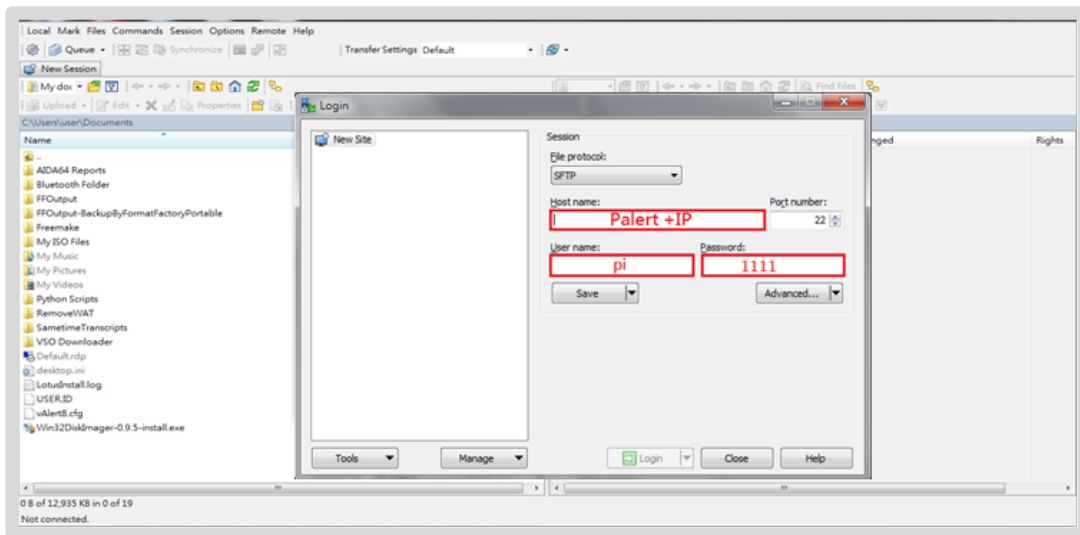 Local Mark Files Commands Session Options Remote Help
Queue Synchronize Transfer Settings Default
New Session
My doc Find Files
Upload Edit Properties
Login
C:\Users\user\Documents
Name nged Rights
..
AIDA64 Reports
Bluetooth Folder
FFOutput
FFOutput-BackupByFormatFactoryPortable
Freemake
My ISO Files
My Music
My Pictures
My Videos
Python Scripts
RemoveWAT
SametimeTranscripts
VSO Downloader
Default.rdp
desktop.ini
LotusInstall.log
USER.ID
vAlert8.cfg
Win32DiskImager-0.9.5-install.exe
New Site
Session
File protocol:
SFTP
Host name: Port number:
Palert +IP 22
User name: Password:
pi 1111
Save Advanced...
Tools Manage Login Close Help
0 B of 12,935 KB in 0 of 19
Not connected.